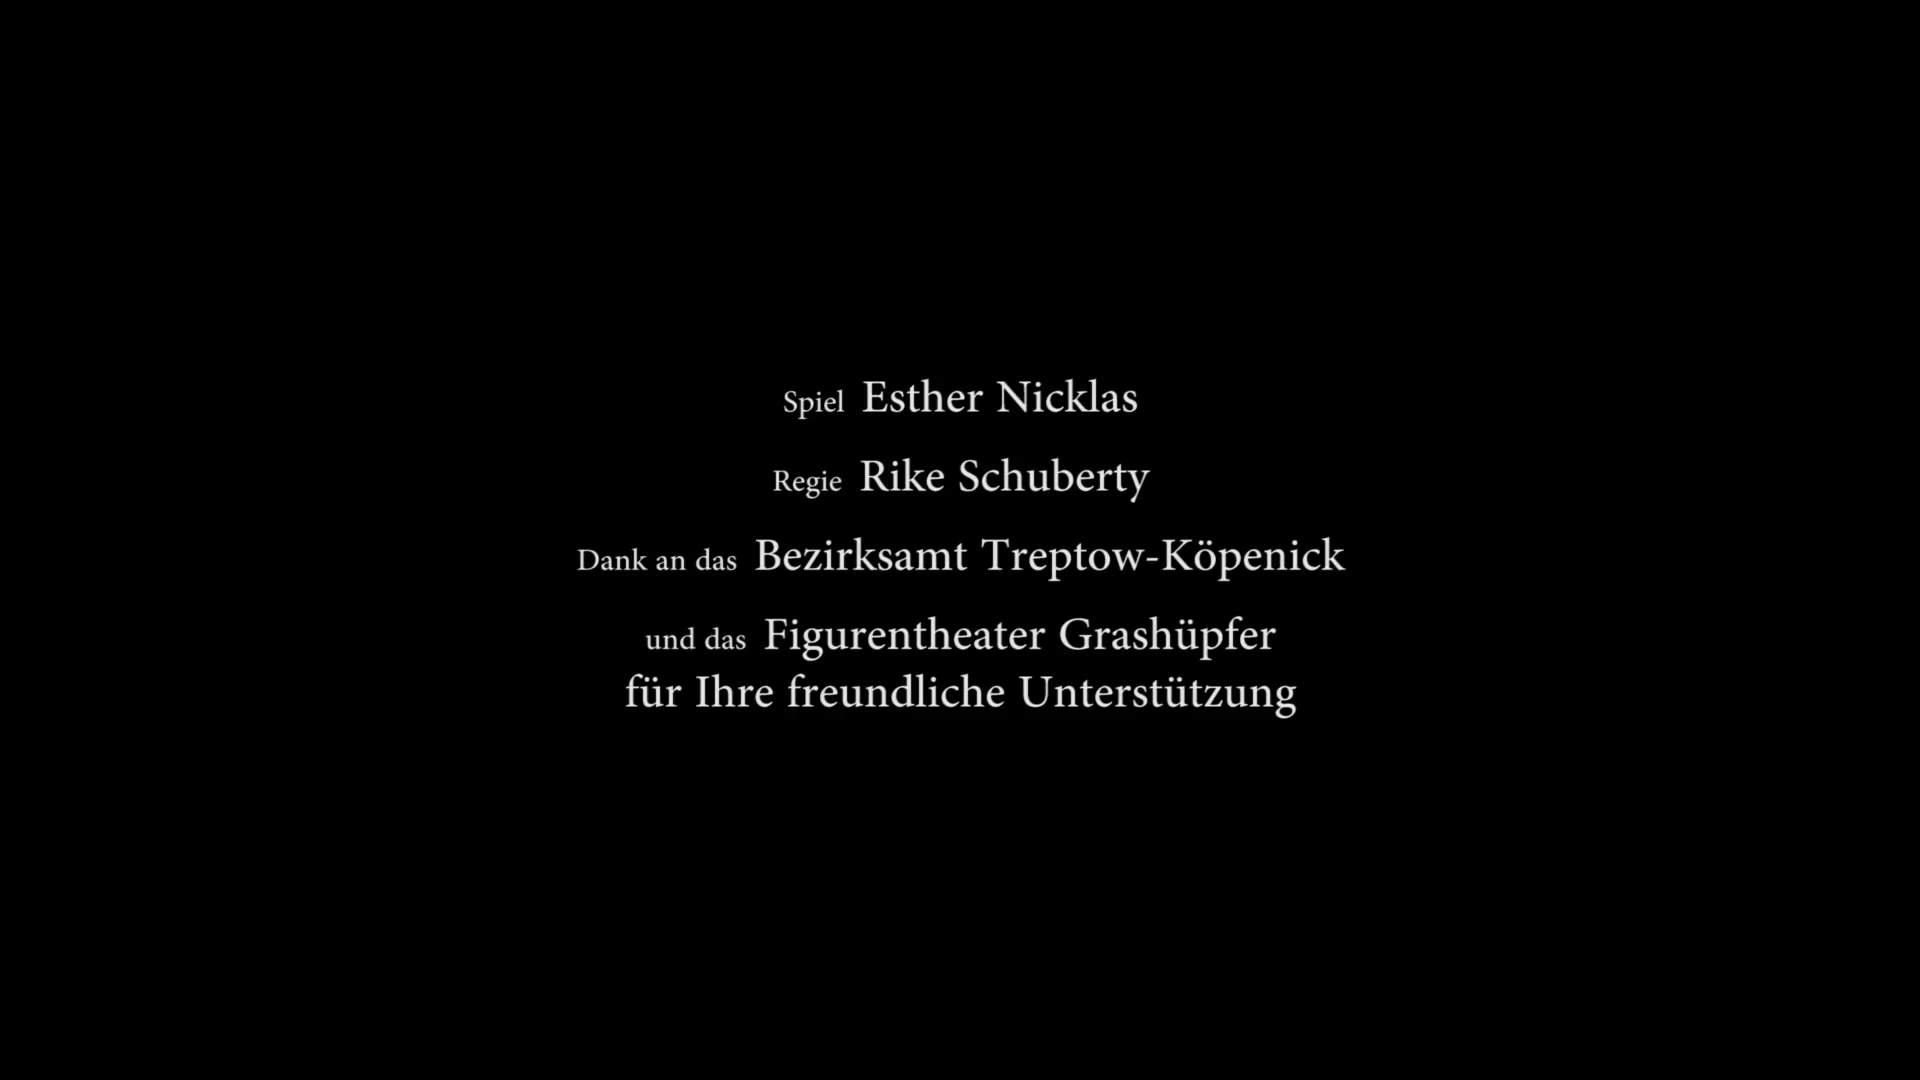 Spiel Esther Nicklas
Regie Rike Schuberty
Dank an das Bezirksamt Treptow-Köpenick
und das Figurentheater Grashüpfer
für Ihre freundliche Unterstützung